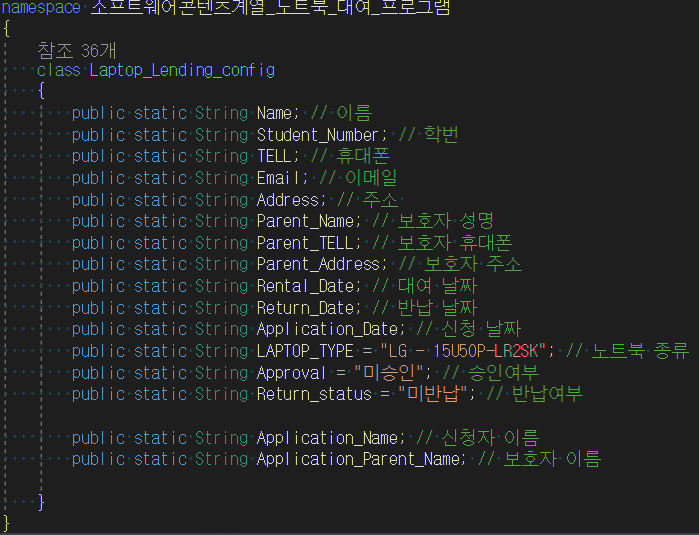 namespace 소프트웨어콘텐츠계열_노트북_대여_프로그램
{
참조 36개
class Laptop_Lending_config
{
public static String Name; // 이름
public static String Student_Number; // 학번
public static String TELL; // 휴대폰
public static String Email; // 이메일
public static String Address; // 주소
public static String Parent_Name; // 보호자 성명
public static String Parent_TELL; // 보호자 휴대폰
public static String Parent_Address; // 보호자 주소
public static String Rental_Date; // 대여 날짜
public static String Return_Date; // 반납 날짜
public static String Application_Date; // 신청 날짜
public static String LAPTOP_TYPE = "LG - 15U50P-LR2SK"; // 노트북 종류
public static String Approval = "미승인"; // 승인여부
public static String Return_status = "미반납"; // 반납여부
public static String Application_Name; // 신청자 이름
public static String Application_Parent_Name; // 보호자 이름
}
}